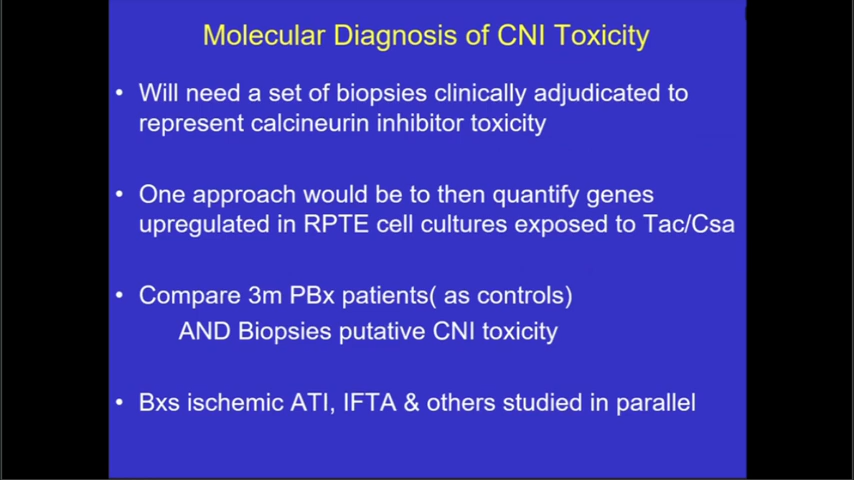 Molecular Diagnosis of CNI Toxicity
• Will need a set of biopsies clinically adjudicated to
represent calcineurin inhibitor toxicity
• One approach would be to then quantify genes
upregulated in RPTE cell cultures exposed to Tac/Csa
• Compare 3m PBx patients( as controls)
AND Biopsies putative CNI toxicity
• Bxs ischemic ATI, IFTA & others studied in parallel